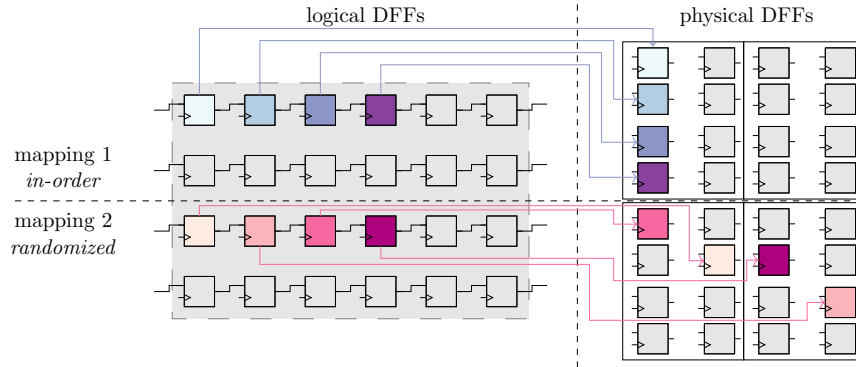 logical DFFs
physical DFFs
mapping 1
in-order
mapping 2
randomized